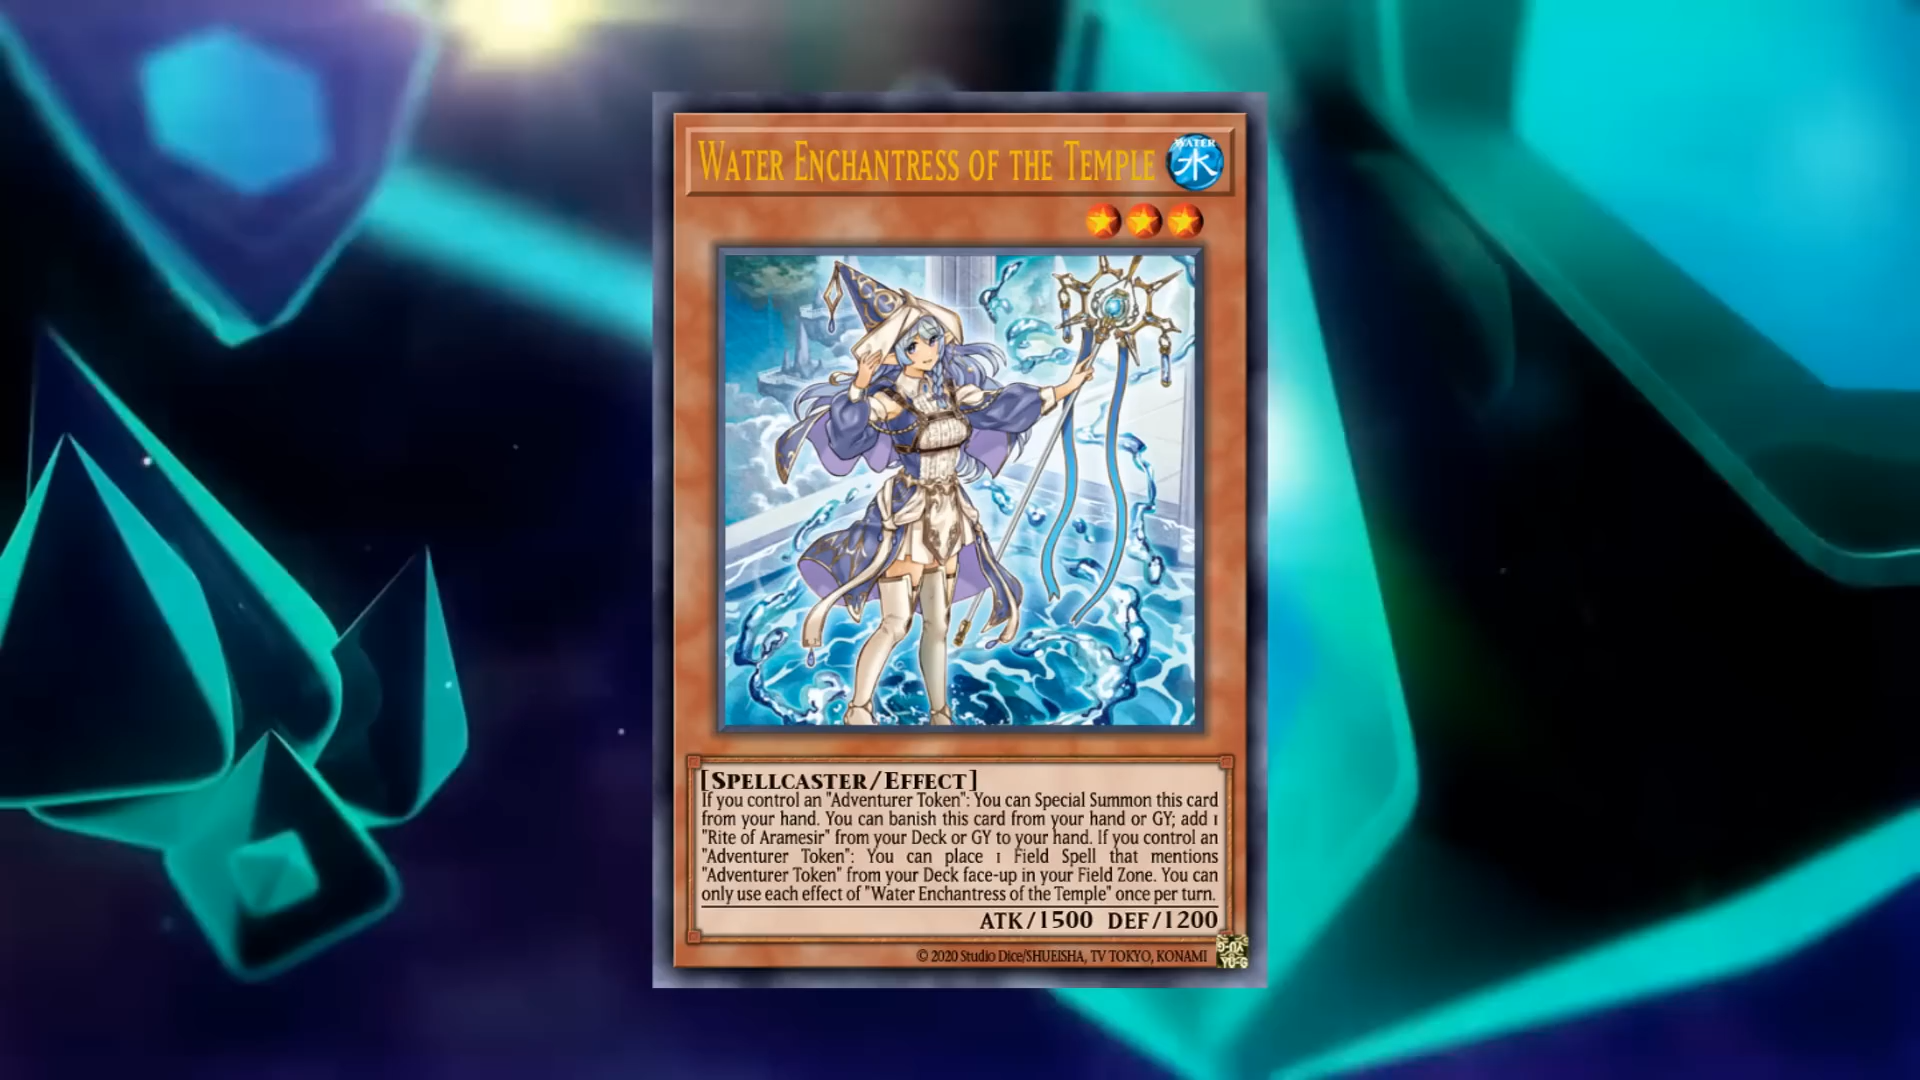 WATER ENCHANTRESS OF THE TEMPLE
WATER
水
[SPELLCASTER/EFFECT]
If you control an "Adventurer Token": You can Special Summon this card
from your hand. You can banish this card from your hand or GY; add 1
"Rite of Aramesir" from your Deck or GY to your hand. If you control an
"Adventurer Token": You can place 1 Field Spell that mentions
"Adventurer Token" from your Deck face-up in your Field Zone. You can
only use each effect of "Water Enchantress of the Temple" once per turn.
ATK/1500 DEF/1200
© 2020 Studio Dice/SHUEISHA, TV TOKYO, KONAMI